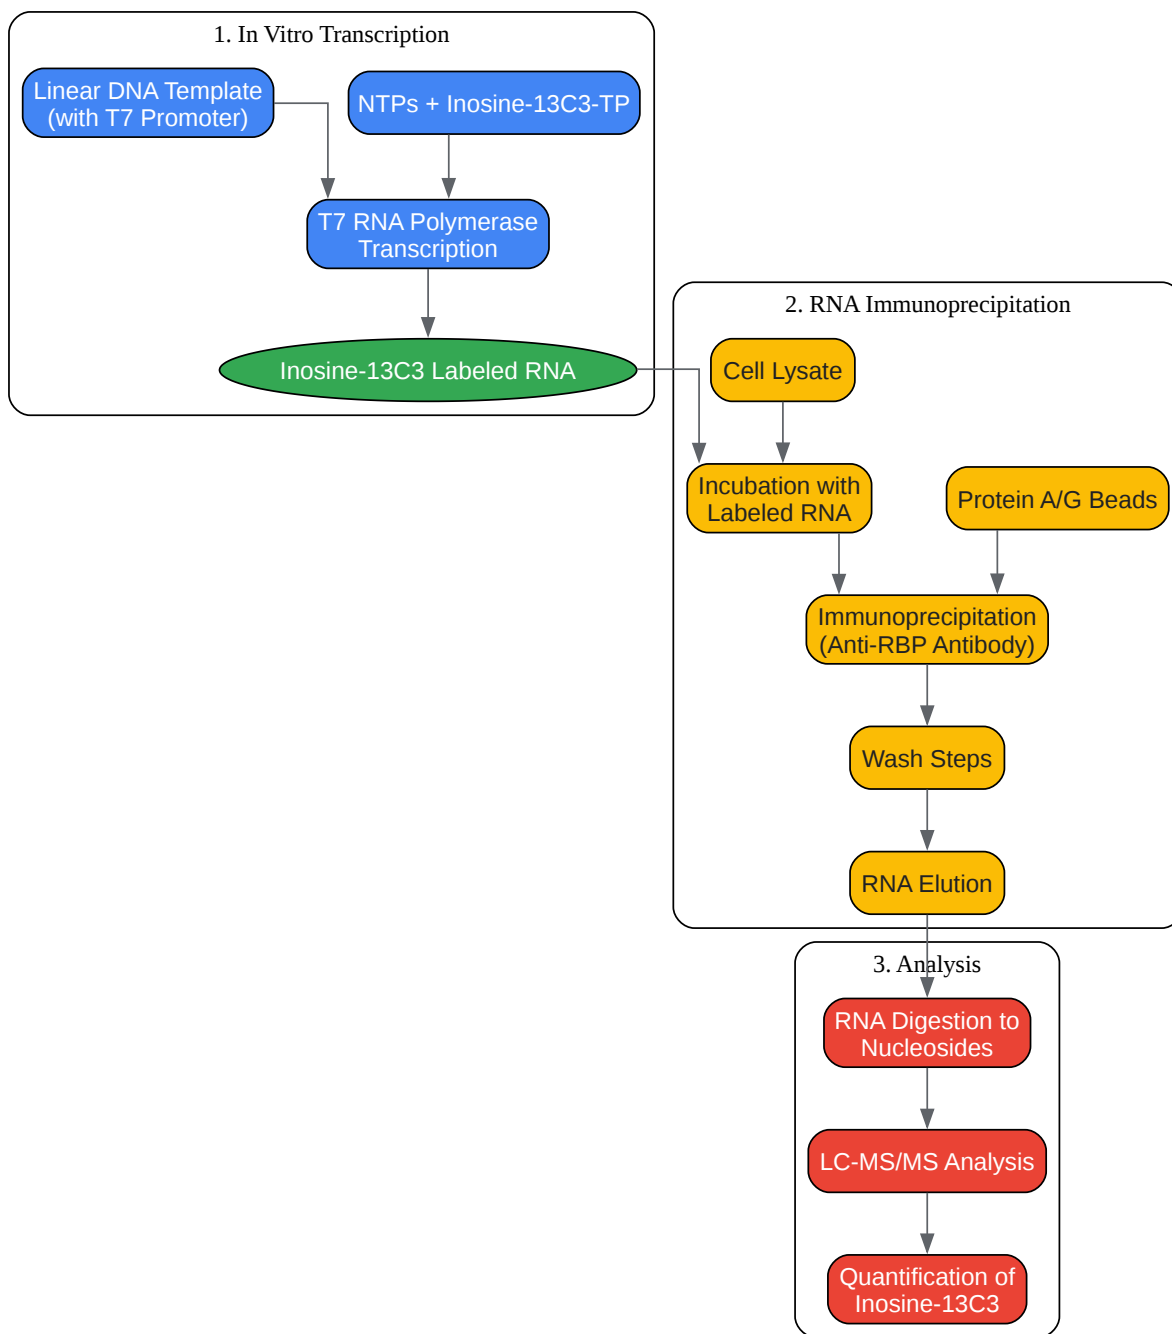 1. In Vitro Transcription
Linear DNA Template
(with T7 Promoter)
NTPs + Inosine-13C3-TP
T7 RNA Polymerase
Transcription
Inosine-13C3 Labeled RNA
2. RNA Immunoprecipitation
Cell Lysate
Incubation with
Labeled RNA
Protein A/G Beads
Immunoprecipitation
(Anti-RBP Antibody)
Wash Steps
RNA Elution
3. Analysis
RNA Digestion to
Nucleosides
LC-MS/MS Analysis
Quantification of
Inosine-13C3